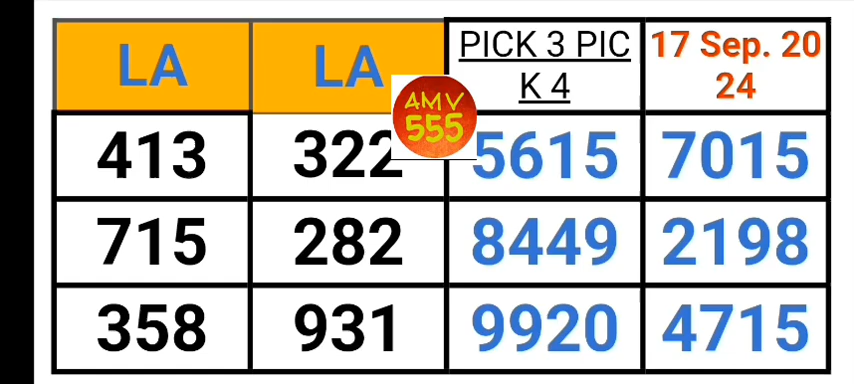 LA LA PICK 3 PIC 17 Sep. 20
K 4 24
AMV
555
413 322 5615 7015
715 282 8449 2198
358 931 9920 4715